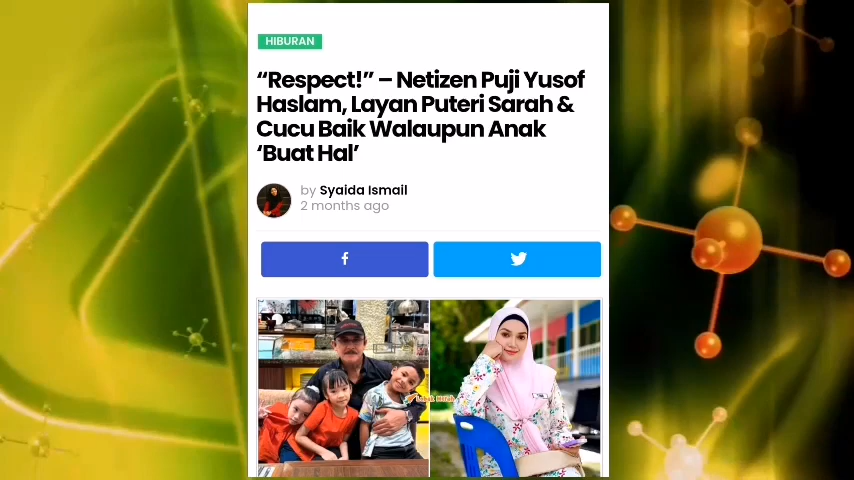 HIBURAN
“Respect!” – Netizen Puji Yusof
Haslam, Layan Puteri Sarah &
Cucu Baik Walaupun Anak
‘Buat Hal’
by Syaida Ismail
2 months ago